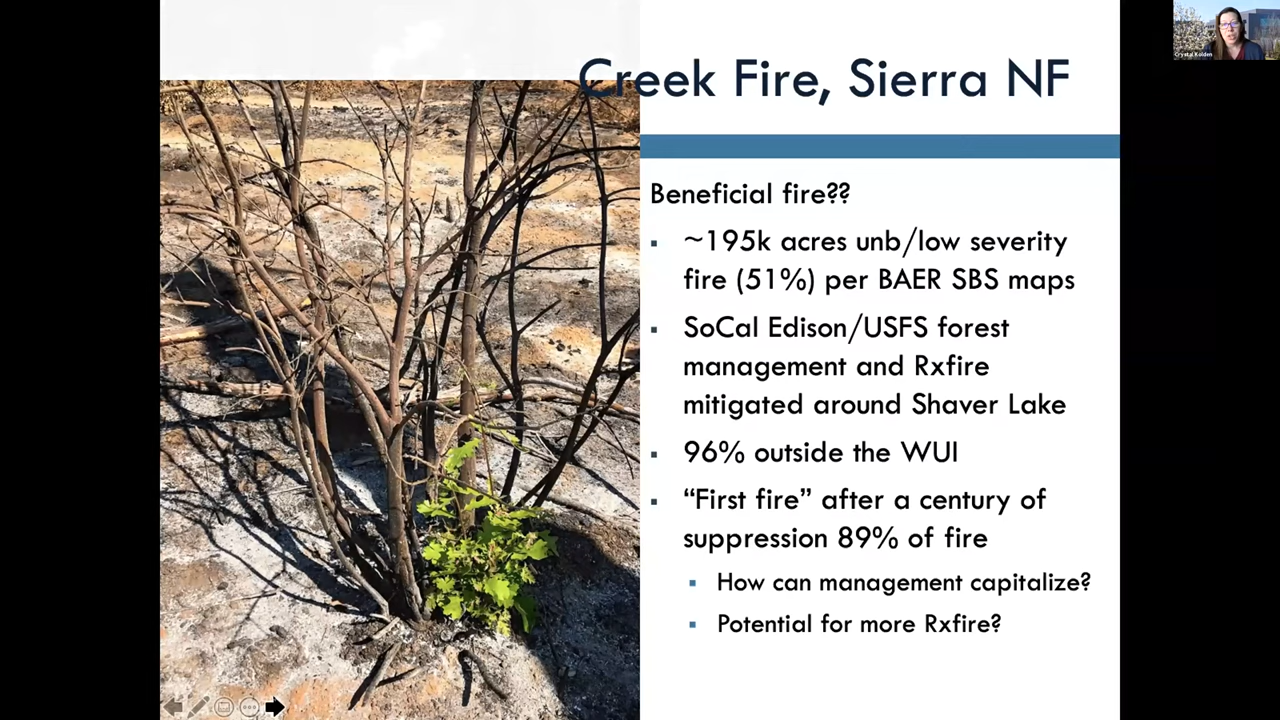 Crystal Kolden
Creek Fire, Sierra NF
Beneficial fire??
~195k acres unb/low severity
fire (51%) per BAER SBS maps
SoCal Edison/USFS forest
management and Rxfire
mitigated around Shaver Lake
96% outside the WUI
“First fire” after a century of
suppression 89% of fire
How can management capitalize?
Potential for more Rxfire?